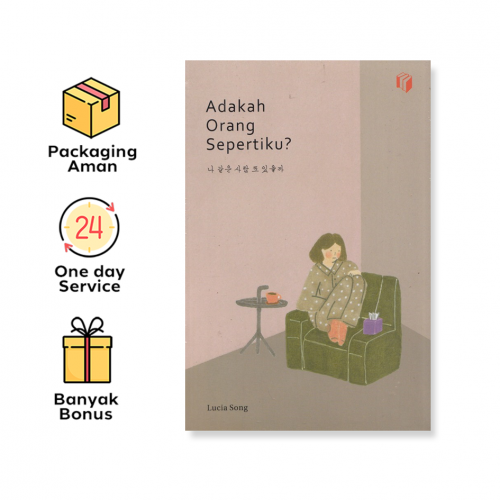 Packaging
Aman
24
One day
Service
Banyak
Bonus
Adakah
Orang
Sepertiku?
나 같은 사람 또 있을까
Lucia Song